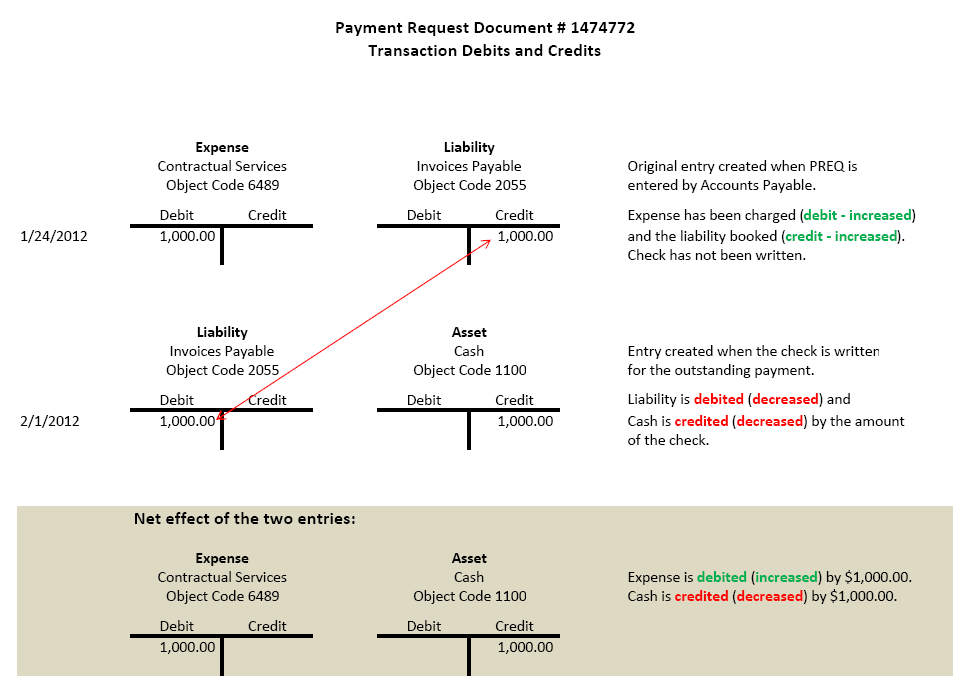 Payment Request Document # 1474772
Transaction Debits and Credits
Expense
Contractual Services
Object Code 6489
Debit Credit
1/24/2012 1,000.00
Liability
Invoices Payable
Object Code 2055
Debit Credit
1,000.00
Original entry created when PREQ is
entered by Accounts Payable.
Expense has been charged (debit - increased)
and the liability booked (credit - increased).
Check has not been written.
Liability
Invoices Payable
Object Code 2055
Debit Credit
2/1/2012 1,000.00
Asset
Cash
Object Code 1100
Debit Credit
1,000.00
Entry created when the check is written
for the outstanding payment.
Liability is debited (decreased) and
Cash is credited (decreased) by the amount
of the check.
Net effect of the two entries:
Expense
Contractual Services
Object Code 6489
Debit Credit
1,000.00
Asset
Cash
Object Code 1100
Debit Credit
1,000.00
Expense is debited (increased) by $1,000.00.
Cash is credited (decreased) by $1,000.00.